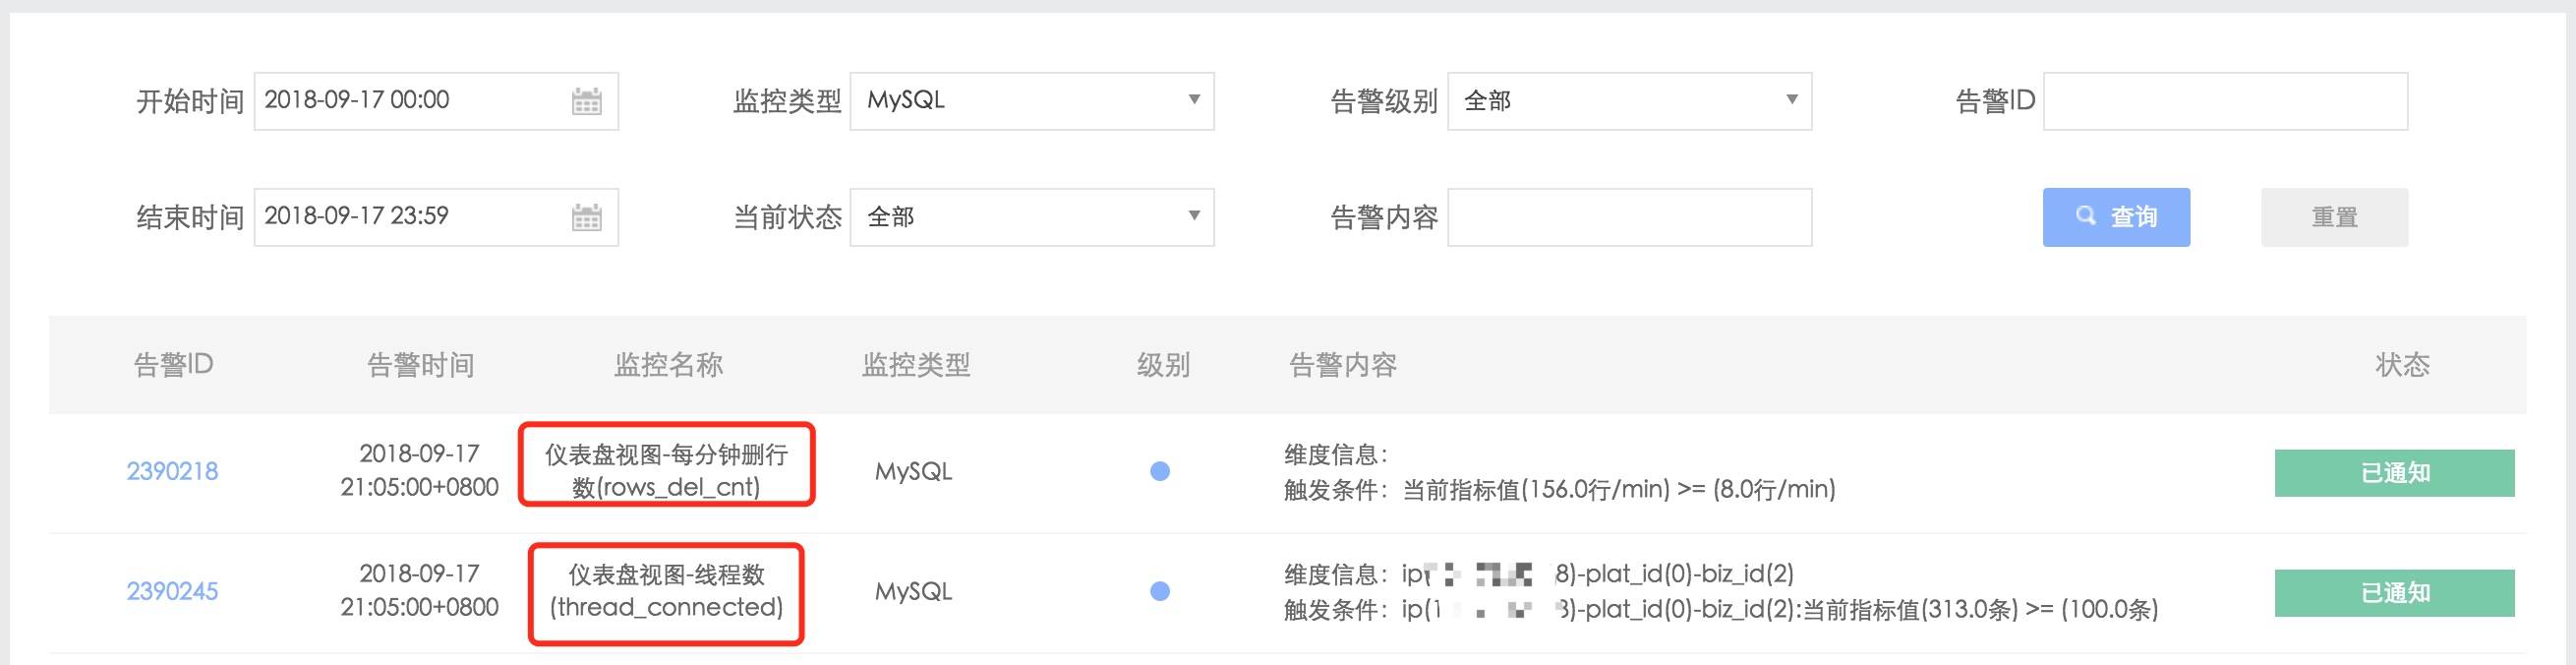 开始时间 2018-09-17 00:00 监控类型 MySQL 告警级别 全部 告警ID
结束时间 2018-09-17 23:59 当前状态 全部 告警内容 查询 重置
告警ID 告警时间 监控名称 监控类型 级别 告警内容 状态
2390218
2018-09-17
21:05:00+0800
仪表盘视图-每分钟删行
数(rows_del_cnt)
MySQL
维度信息：
触发条件：当前指标值(156.0行/min) >= (8.0行/min)
已通知
2390245
2018-09-17
21:05:00+0800
仪表盘视图-线程数
(thread_connected)
MySQL
维度信息：ip( 8)-plat_id(0)-biz_id(2)
触发条件：ip(1 3)-plat_id(0)-biz_id(2):当前指标值(313.0条) >= (100.0条)
已通知